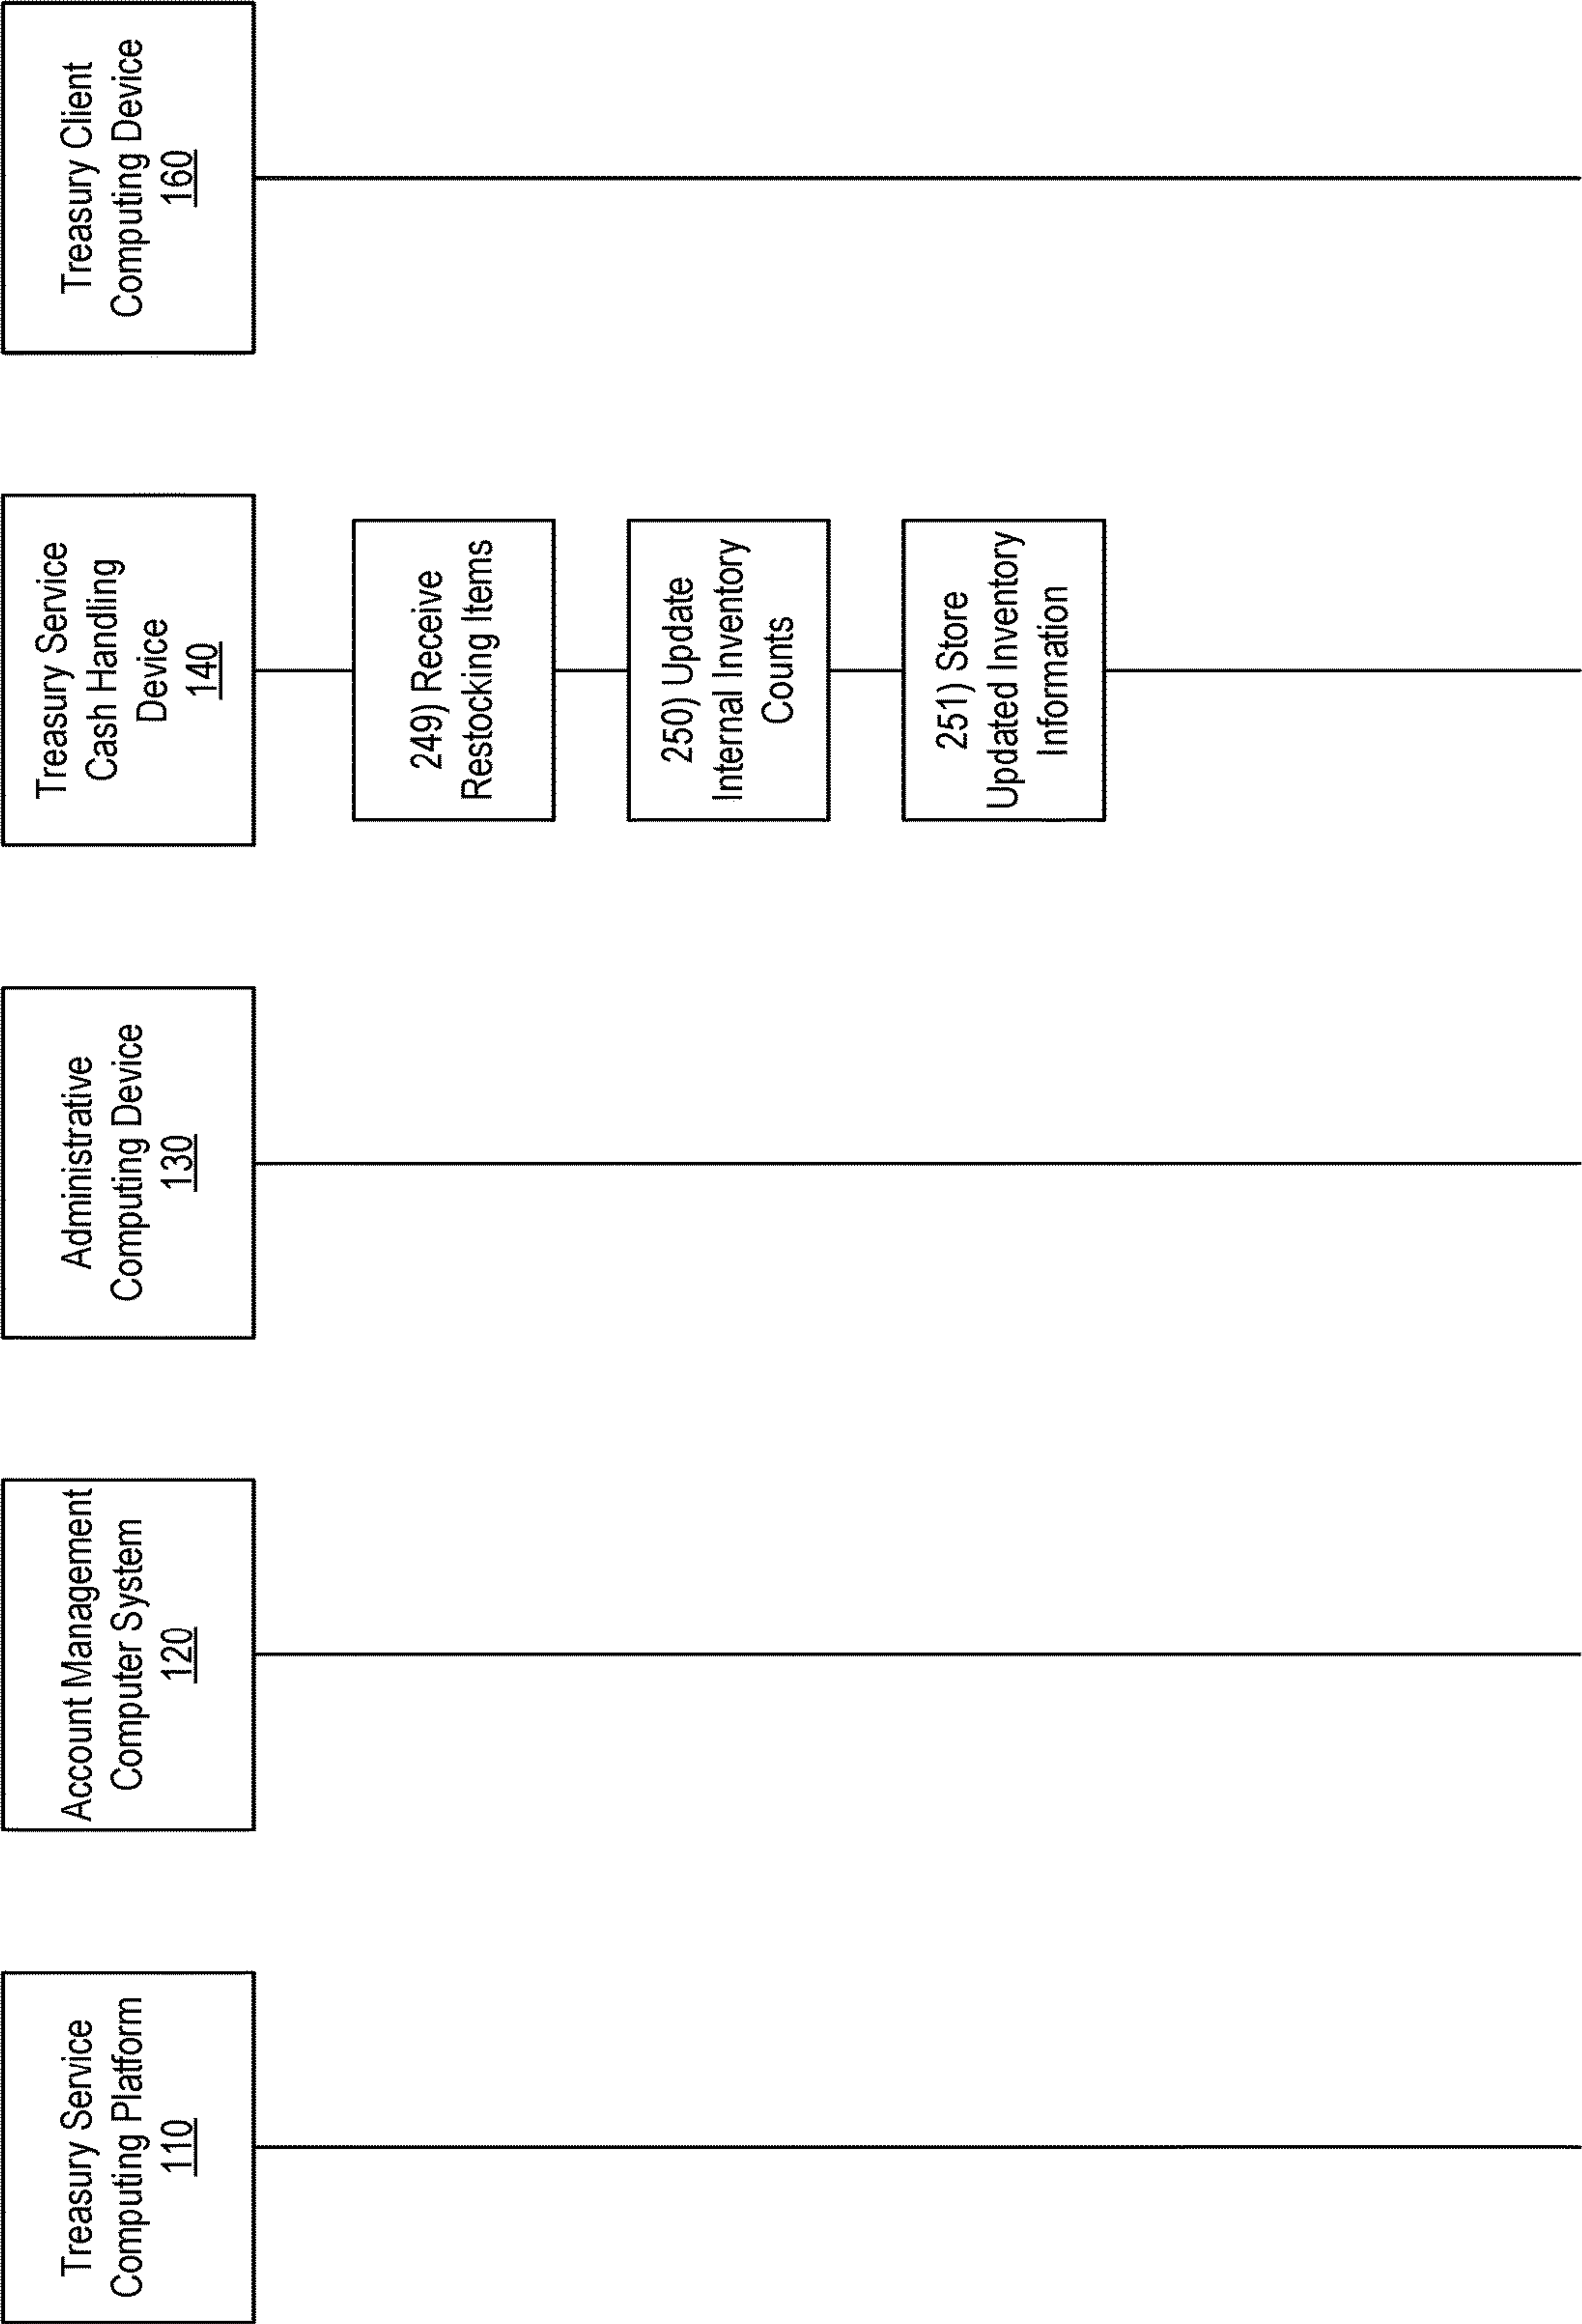 Treasury Service
Computing Platform
110
Account Management
Computer System
120
Administrative
Computing Device
130
Treasury Service
Cash Handling
Device
140
Treasury Client
Computing Device
160
249) Receive
Restocking Items
250) Update
Internal Inventory
Counts
251) Store
Updated Inventory
Information